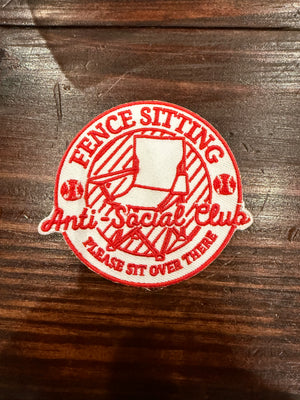 FENCE SITTING
Anti-Social Club
PLEASE SIT OVER THERE